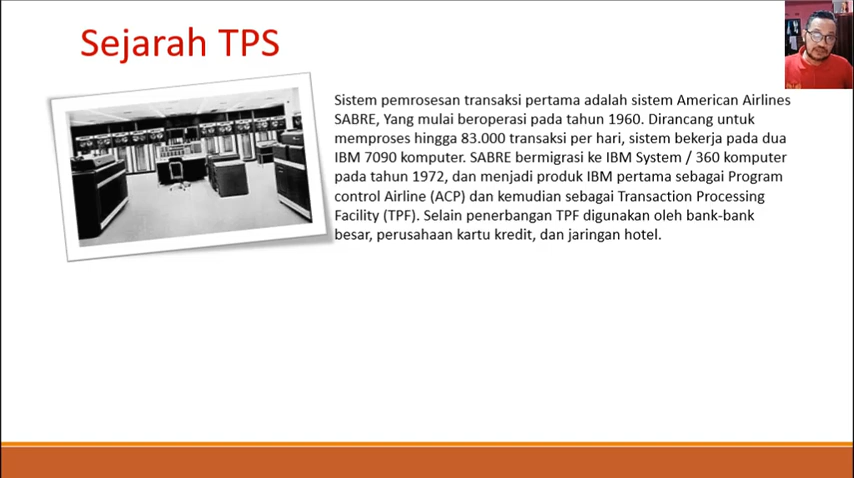 Sejarah TPS
Sistem pemrosesan transaksi pertama adalah sistem American Airlines
SABRE, Yang mulai beroperasi pada tahun 1960. Dirancang untuk
memproses hingga 83.000 transaksi per hari, sistem bekerja pada dua
IBM 7090 komputer. SABRE bermigrasi ke IBM System / 360 komputer
pada tahun 1972, dan menjadi produk IBM pertama sebagai Program
control Airline (ACP) dan kemudian sebagai Transaction Processing
Facility (TPF). Selain penerbangan TPF digunakan oleh bank-bank
besar, perusahaan kartu kredit, dan jaringan hotel.